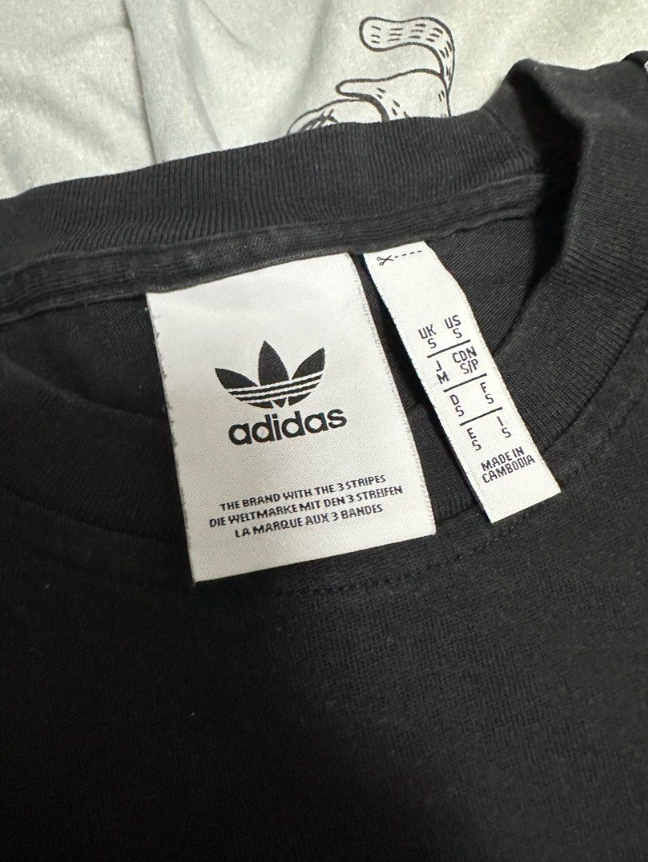 adidas
THE BRAND WITH THE 3 STRIPES
DIE WELTMARKE MIT DEN 3 STREIFEN
LA MARQUE AUX 3 BANDES
UK US
S S
J CDN
M S/P
D F
S S
E I
S S
MADE IN
CAMBODIA